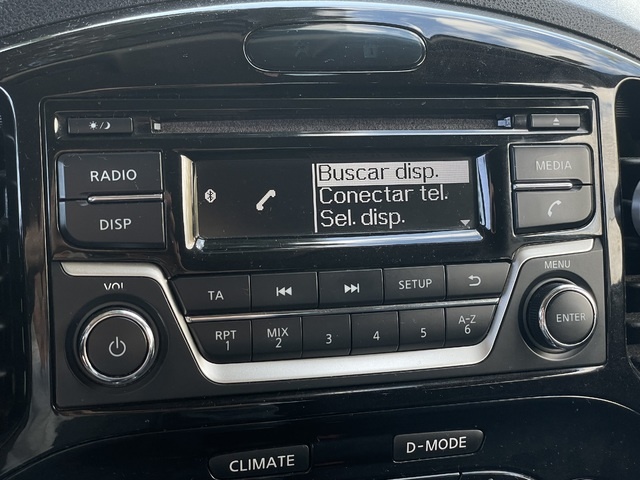 RADIO
DISP
Buscar disp.
Conectar tel.
Sel. disp.
MEDIA
VOL
TA
SETUP
MENU
ENTER
RPT
1
MIX
2
3
4
5
A-Z
6
CLIMATE
D-MODE